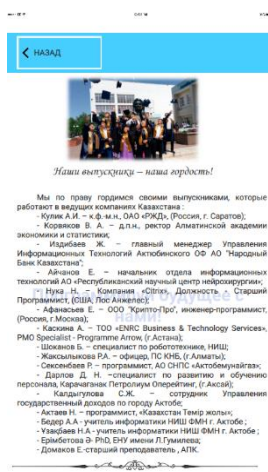 НАЗАД
Наши выпускники – наша гордость!
Мы по праву гордимся своими выпускниками, которые
работают в ведущих компаниях Казахстана :
- Кулик А.И. – к.ф.-м.н., ОАО «РЖД», (Россия, г. Саратов);
- Корвяков В. А. – д.п.н., ректор Алматинской академии
экономики и статистики;
- Издибаев Ж. – главный менеджер Управления
Информационных Технологий Актюбинского ОФ АО "Народный
Банк Казахстана";
- Айчанов Е. – начальник отдела информационных
технологий АО «Республиканский научный центр нейрохирургии»;
- Нука Н. – Компания «Citrix», Должность - Старший
Программист, (США, Лос Анжелес);
- Афанасьев Е. – ООО "Крипто-Про", инженер-программист,
(Россия, г.Москва);
- Каскина А. – ТОО «ENRC Business & Technology Services»,
PMO Specialist - Programme Arrow, (г.Астана);
- Шоканов Б. – специалист по робототехнике, НИШ;
- Жаксылыкова Р.А. – офицер, ПС КНБ, (г.Алматы);
- Сексенбаев Р. – программист, АО СНПС «Актобемунайгаз»;
- Дарлов Д. Н. –специалист по развитию и обучению
персонала, Карачаганак Петролиум Оперейтинг, (г.Аксай);
- Калдыгулова С.Ж. – сотрудник Управления
государственный доходов по городу Актобе;
- Актаев Н. – программист, «Казахстан Темір жолы»;
- Бедер А.А - учитель информатики НИШ ФМН г. Актобе ;
- Узакбаев Н.А - учитель информатики НИШ ФМН г. Актобе ;
- Ерімбетова Ә- PhD, ЕНУ имени Л.Гумилева;
- Домаков Е.-старший преподаватель , АПК.